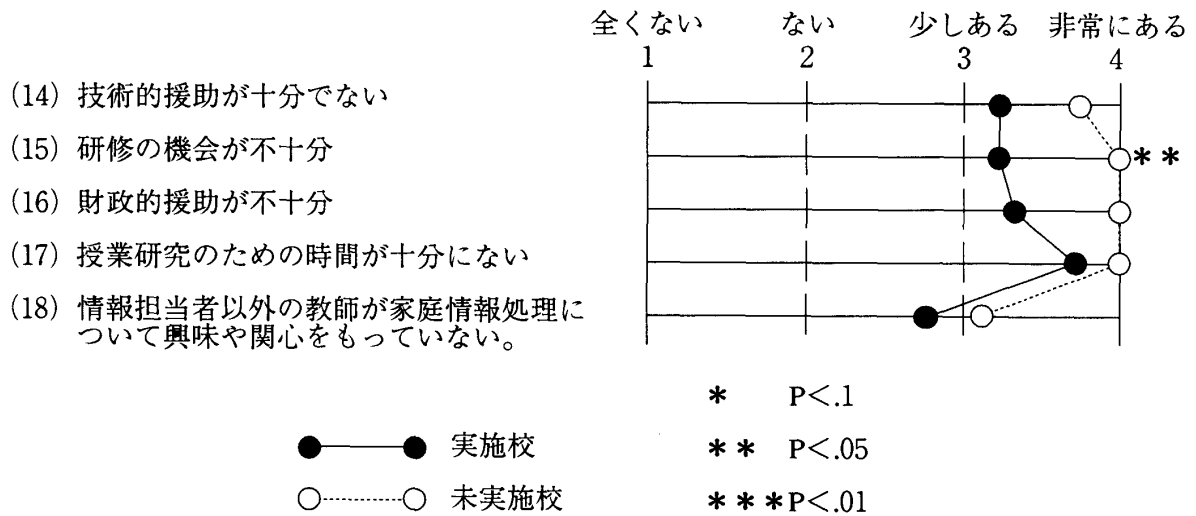 全くない ない 少しある 非常にある
1 2 3 4
(14) 技術的援助が十分でない
(15) 研修の機会が不十分
**
(16) 財政的援助が不十分
(17) 授業研究のための時間が十分にない
(18) 情報担当者以外の教師が家庭情報処理に
ついて興味や関心をもっていない。
* P<.1
実施校 ** P<.05
未実施校 ***P<.01